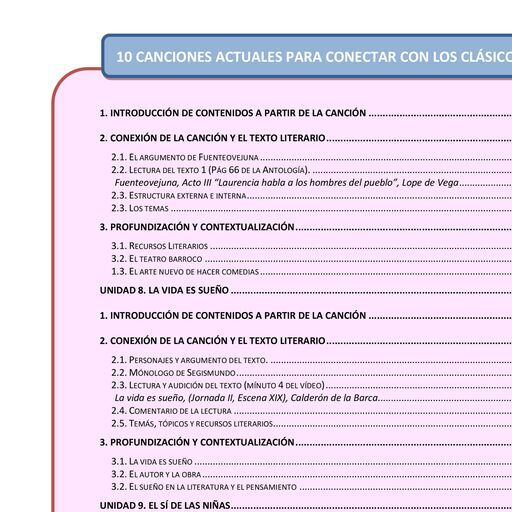 10 CANCIONES ACTUALES PARA CONECTAR CON LOS CLÁSICO
1. INTRODUCCIÓN DE CONTENIDOS A PARTIR DE LA CANCIÓN
2. CONEXIÓN DE LA CANCIÓN Y EL TEXTO LITERARIO
2.1. EL ARGUMENTO DE FUENTEOVEJUNA
2.2. LECTURA DEL TEXTO 1 (PÁG 66 DE LA ANTOLOGÍA).
Fuenteovejuna, Acto III “Laurencia habla a los hombres del pueblo”, Lope de Vega
2.3. ESTRUCTURA EXTERNA E INTERNA
2.3. LOS TEMAS
3. PROFUNDIZACIÓN Y CONTEXTUALIZACIÓN
3.1. RECURSOS LITERARIOS
3.2. EL TEATRO BARROCO
1.3. EL ARTE NUEVO DE HACER COMEDIAS
UNIDAD 8. LA VIDA ES SUEÑO
1. INTRODUCCIÓN DE CONTENIDOS A PARTIR DE LA CANCIÓN
2. CONEXIÓN DE LA CANCIÓN Y EL TEXTO LITERARIO
2.1. PERSONAJES Y ARGUMENTO DEL TEXTO.
2.2. MÓNOLOGO DE SEGISMUNDO
2.3. LECTURA Y AUDICIÓN DEL TEXTO (MÍNUTO 4 DEL VÍDEO)
La vida es sueño, (Jornada II, Escena XIX), Calderón de la Barca
2.4. COMENTARIO DE LA LECTURA
2.5. TEMÁS, TÓPICOS Y RECURSOS LITERARIOS
3. PROFUNDIZACIÓN Y CONTEXTUALIZACIÓN
3.1. LA VIDA ES SUEÑO
3.2. EL AUTOR Y LA OBRA
3.2. EL SUEÑO EN LA LITERATURA Y EL PENSAMIENTO
UNIDAD 9. EL SÍ DE LAS NIÑAS